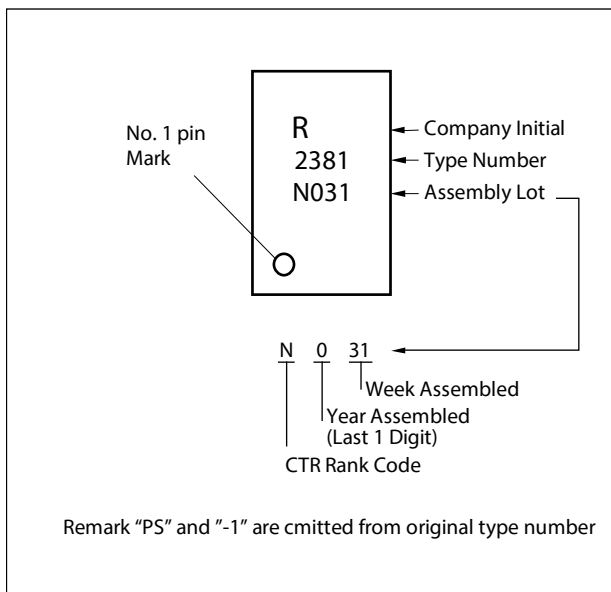 R
2381
N031
No. 1 pin
Mark
Company Initial
Type Number
Assembly Lot
N 0 31
Week Assembled
Year Assembled
(Last 1 Digit)
CTR Rank Code
Remark “PS” and ”-1” are cmitted from original type number